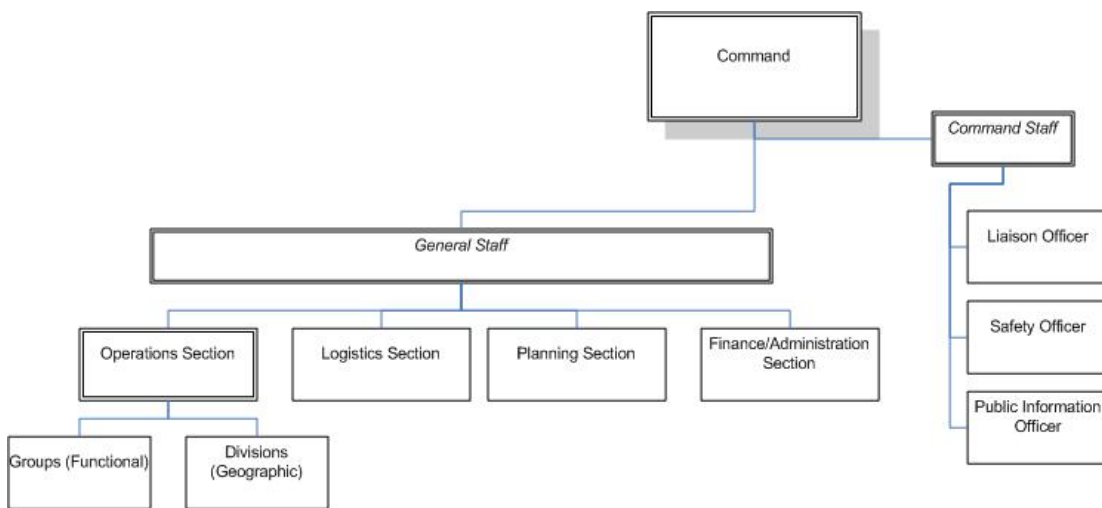 Command
Command Staff
Liaison Officer
Safety Officer
Public Information
Officer
General Staff
Operations Section
Logistics Section
Planning Section
Finance/Administration
Section
Groups (Functional)
Divisions
(Geographic)